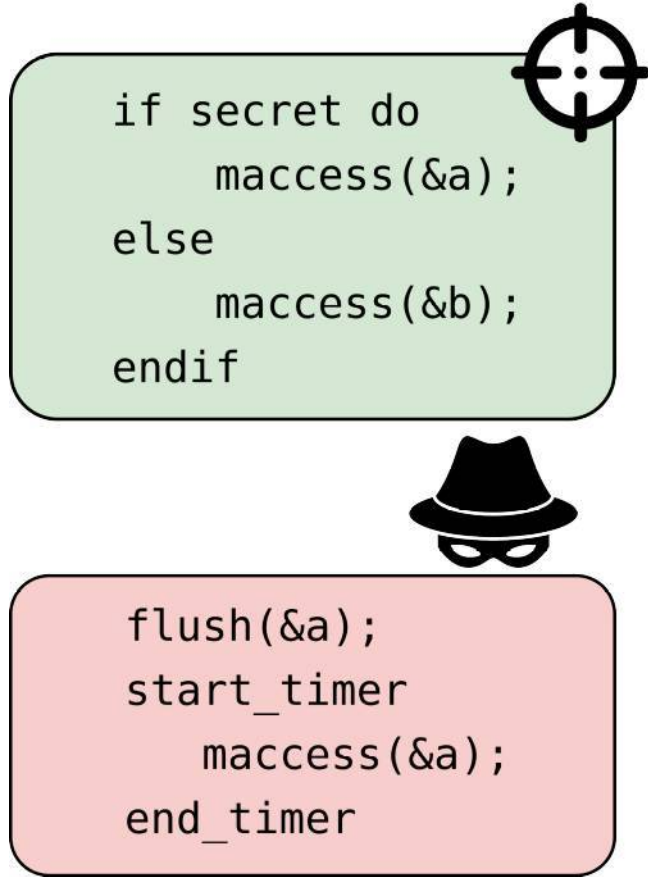 if secret do
maccess(&a);
else
maccess(&b);
endif
flush(&a);
start_timer
maccess(&a);
end_timer